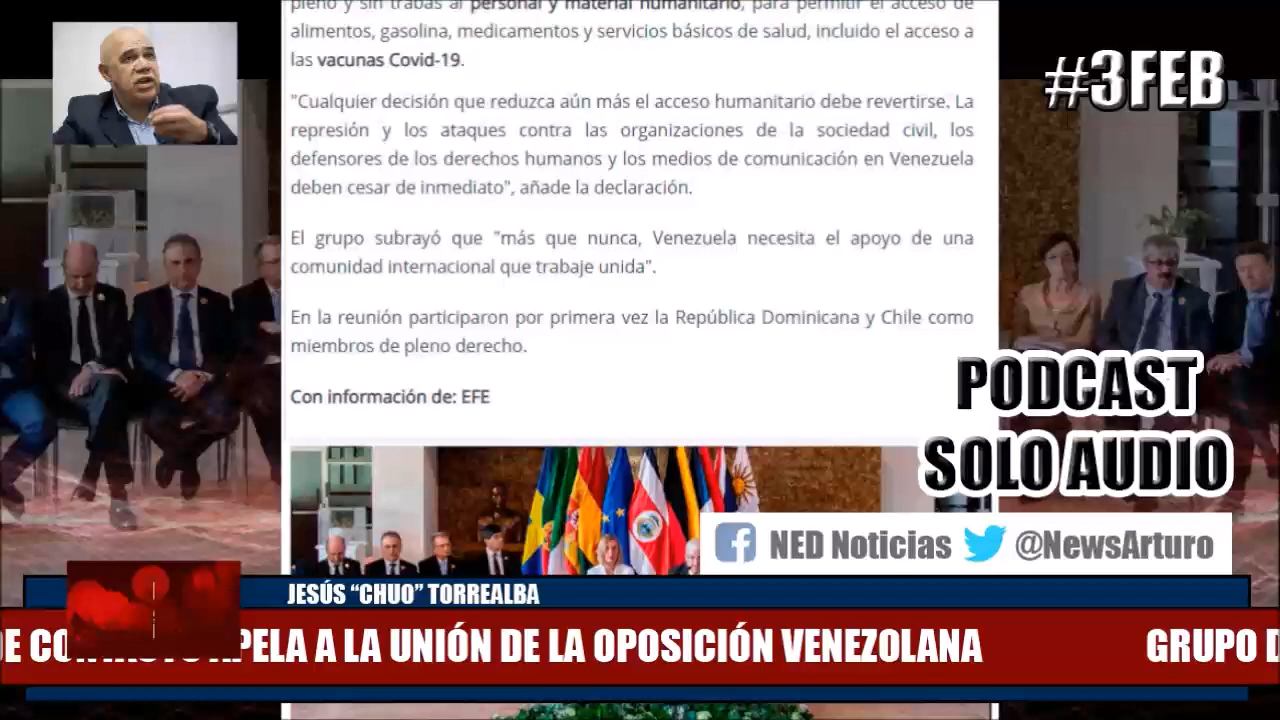 pleno y sin trabas al personal y material humanitario, para permitir el acceso de
alimentos, gasolina, medicamentos y servicios básicos de salud, incluido el acceso a
las vacunas Covid-19.
"Cualquier decisión que reduzca aún más el acceso humanitario debe revertirse. La
represión y los ataques contra las organizaciones de la sociedad civil, los
defensores de los derechos humanos y los medios de comunicación en Venezuela
deben cesar de inmediato", añade la declaración.
El grupo subrayó que "más que nunca, Venezuela necesita el apoyo de una
comunidad internacional que trabaje unida".
En la reunión participaron por primera vez la República Dominicana y Chile como
miembros de pleno derecho.
Con información de: EFE
#3FEB
PODCAST
SOLO AUDIO
NED Noticias @NewsArturo
JESÚS “CHUO” TORREALBA
DE A LA UNIÓN DE LA OPOSICIÓN VENEZOLANA GRUPO